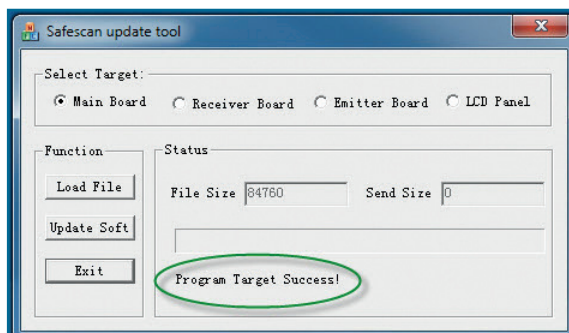 Safescan update tool
Select Target:
Main Board Receiver Board Emitter Board LCD Panel
Function
Status
Load File
File Size 84760 Send Size 0
Update Soft
Exit
Program Target Success!